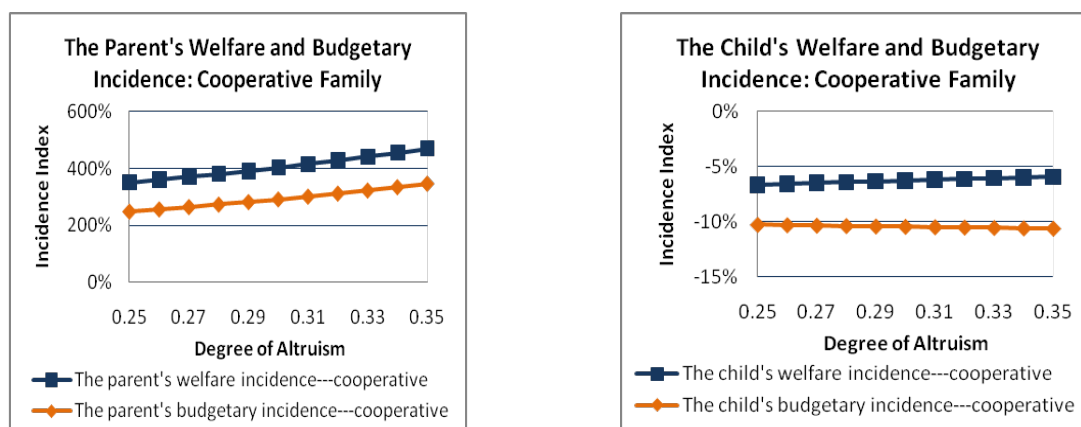 The Parent's Welfare and Budgetary
Incidence: Cooperative Family
600%
400%
200%
0%
Incidence Index
0.25 0.27 0.29 0.31 0.33 0.35
Degree of Altruism
The parent's welfare incidence---cooperative
The parent's budgetary incidence---cooperative
The Child's Welfare and Budgetary
Incidence: Cooperative Family
0%
-5%
-10%
-15%
Incidence Index
0.25 0.27 0.29 0.31 0.33 0.35
Degree of Altruism
The child's welfare incidence---cooperative
The child's budgetary incidence---cooperative